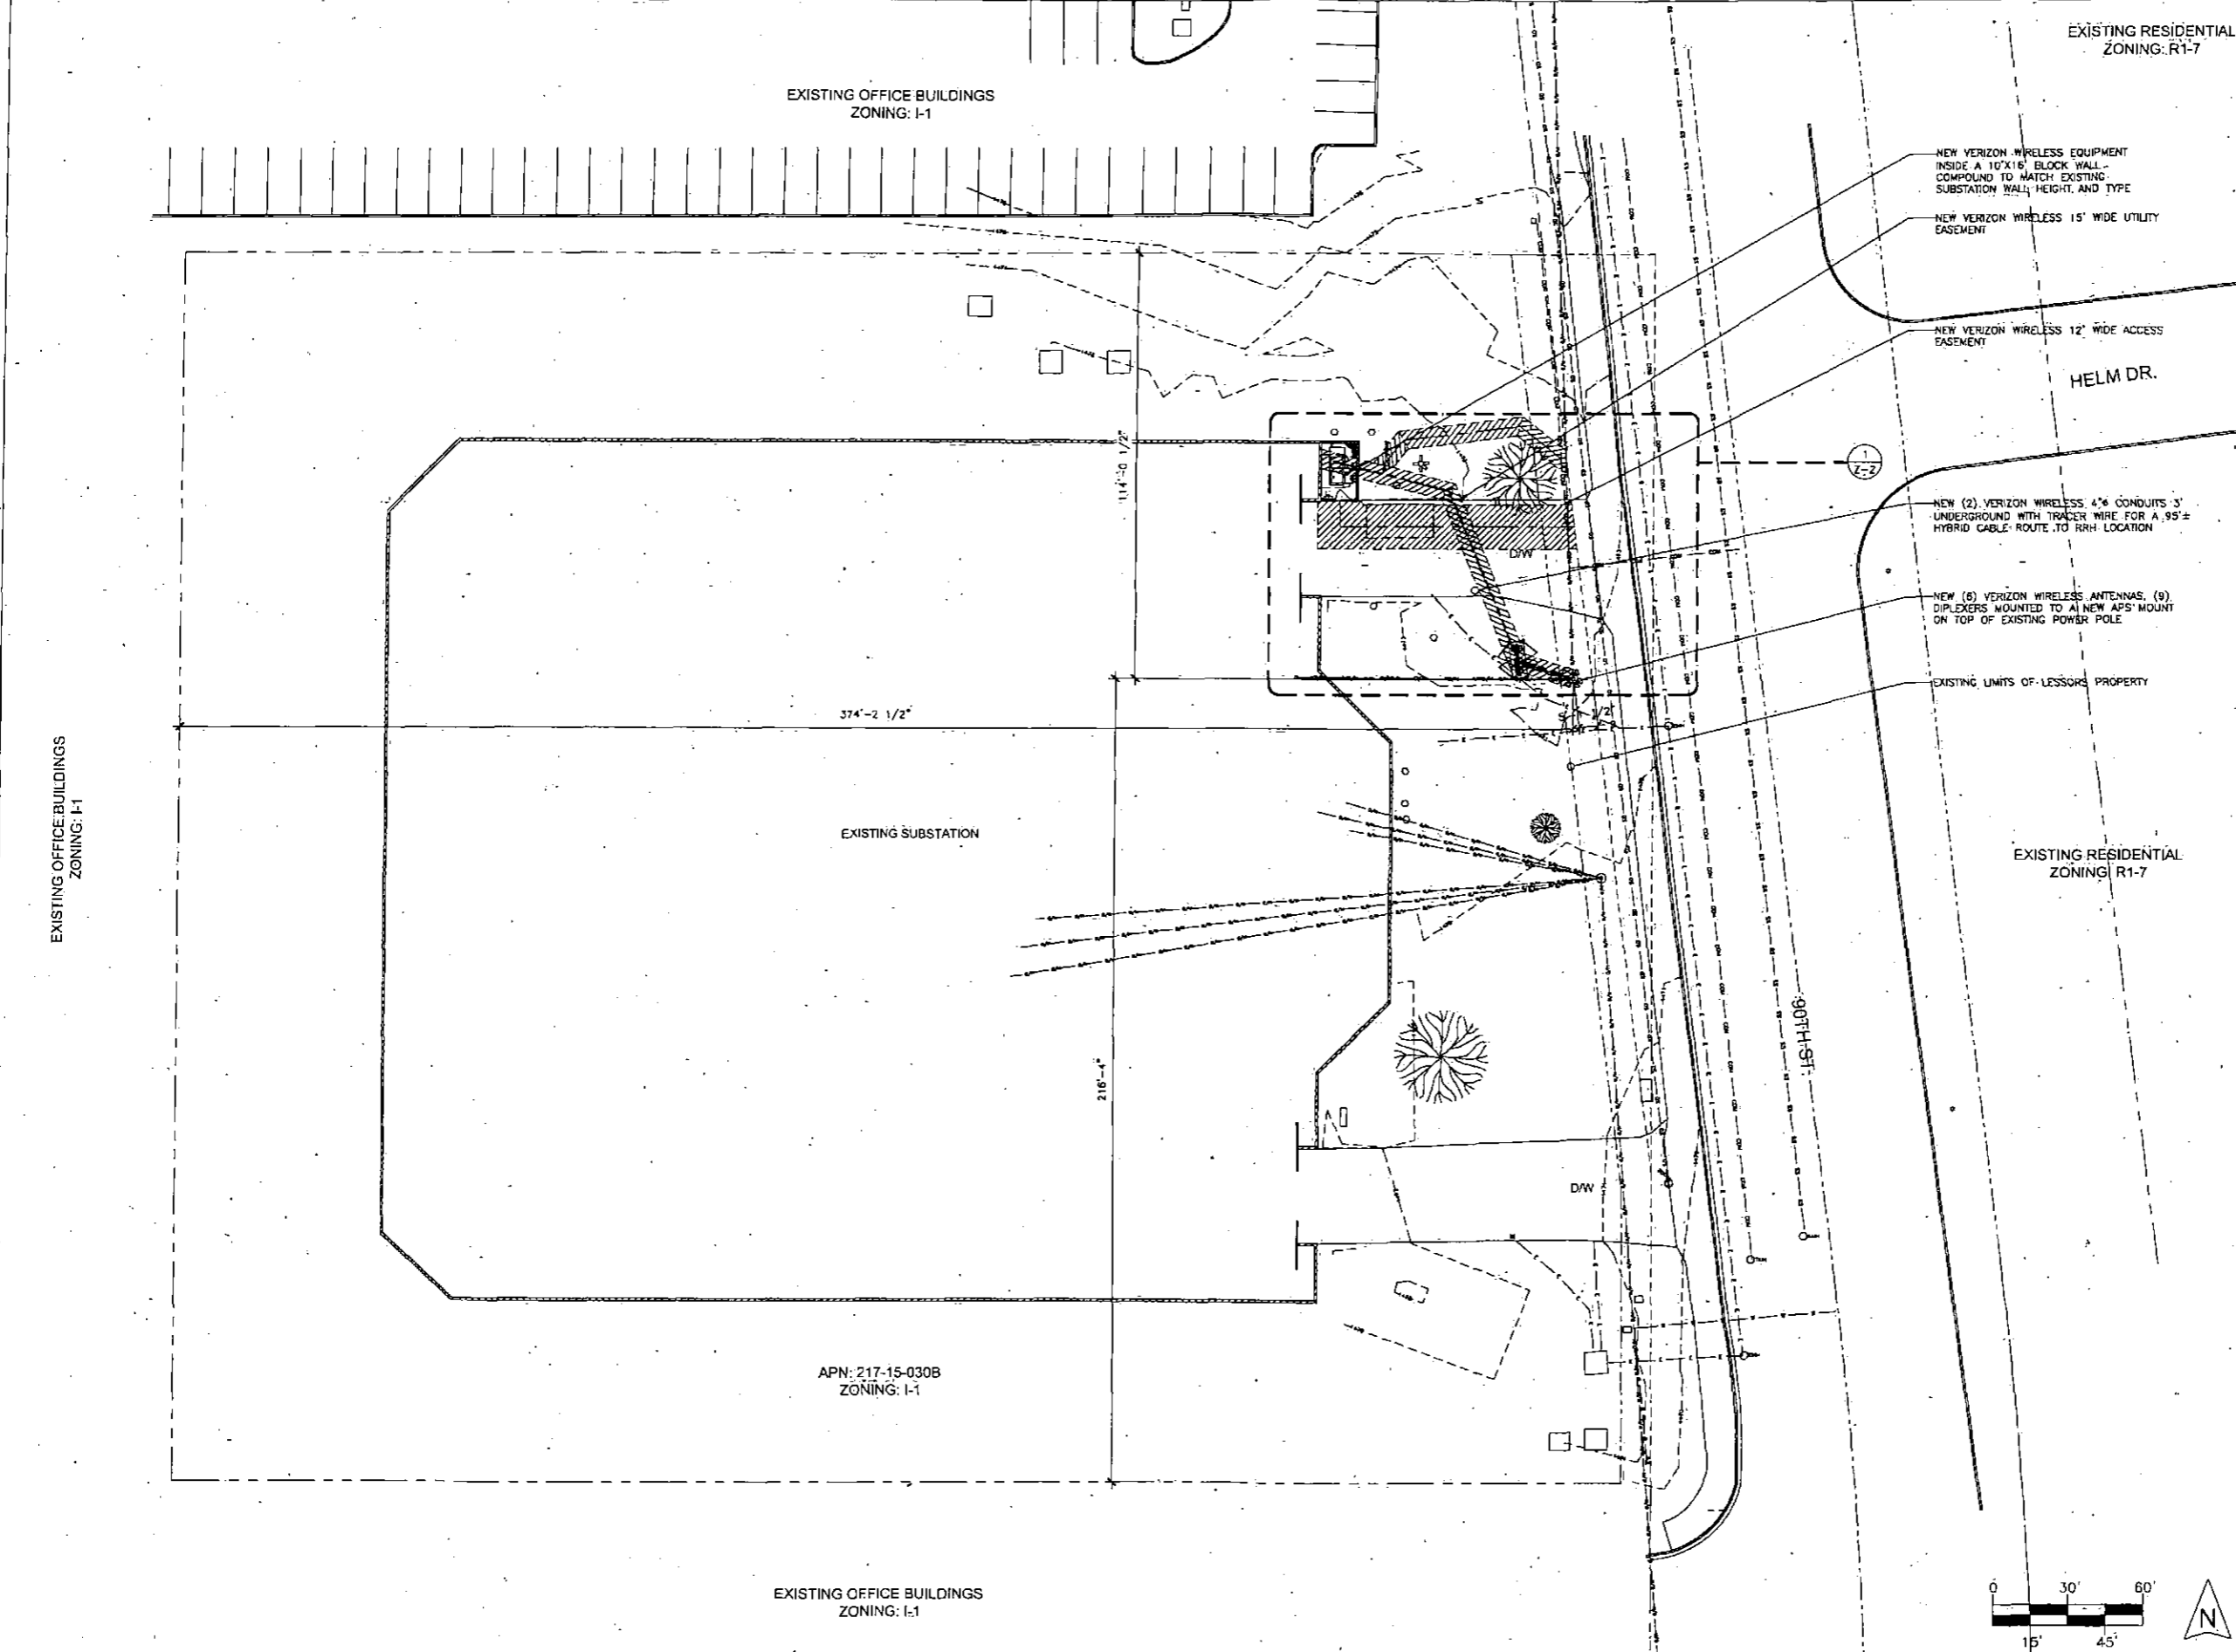 EXISTING RESIDENTIAL
ZONING: R1-7
EXISTING OFFICE BUILDINGS
ZONING: I-1
NEW VERIZON WIRELESS EQUIPMENT
INSIDE A 10'X16' BLOCK WALL
COMPOUND TO MATCH EXISTING
SUBSTATION WALL HEIGHT AND TYPE
NEW VERIZON WIRELESS 15' WIDE UTILITY
EASEMENT
NEW VERIZON WIRELESS 12' WIDE ACCESS
EASEMENT
HELM DR.
114'-0 1/2"
1
Z-2
NEW (2) VERIZON WIRELESS 4"ø CONDUITS 3'
UNDERGROUND WITH TRACER WIRE FOR A 95'±
HYBRID CABLE ROUTE TO RRH LOCATION
D/W
NEW (6) VERIZON WIRELESS ANTENNAS, (9)
DIPLEXERS MOUNTED TO A NEW APS MOUNT
ON TOP OF EXISTING POWER POLE
EXISTING LIMITS OF LESSORS PROPERTY
374'-2 1/2"
EXISTING OFFICE BUILDINGS
ZONING: I-1
EXISTING SUBSTATION
EXISTING RESIDENTIAL
ZONING: R1-7
90TH ST.
216'-4"
D/W
APN: 217-15-030B
ZONING: I-1
EXISTING OFFICE BUILDINGS
ZONING: I-1
0 30' 60'
15' 45'
N